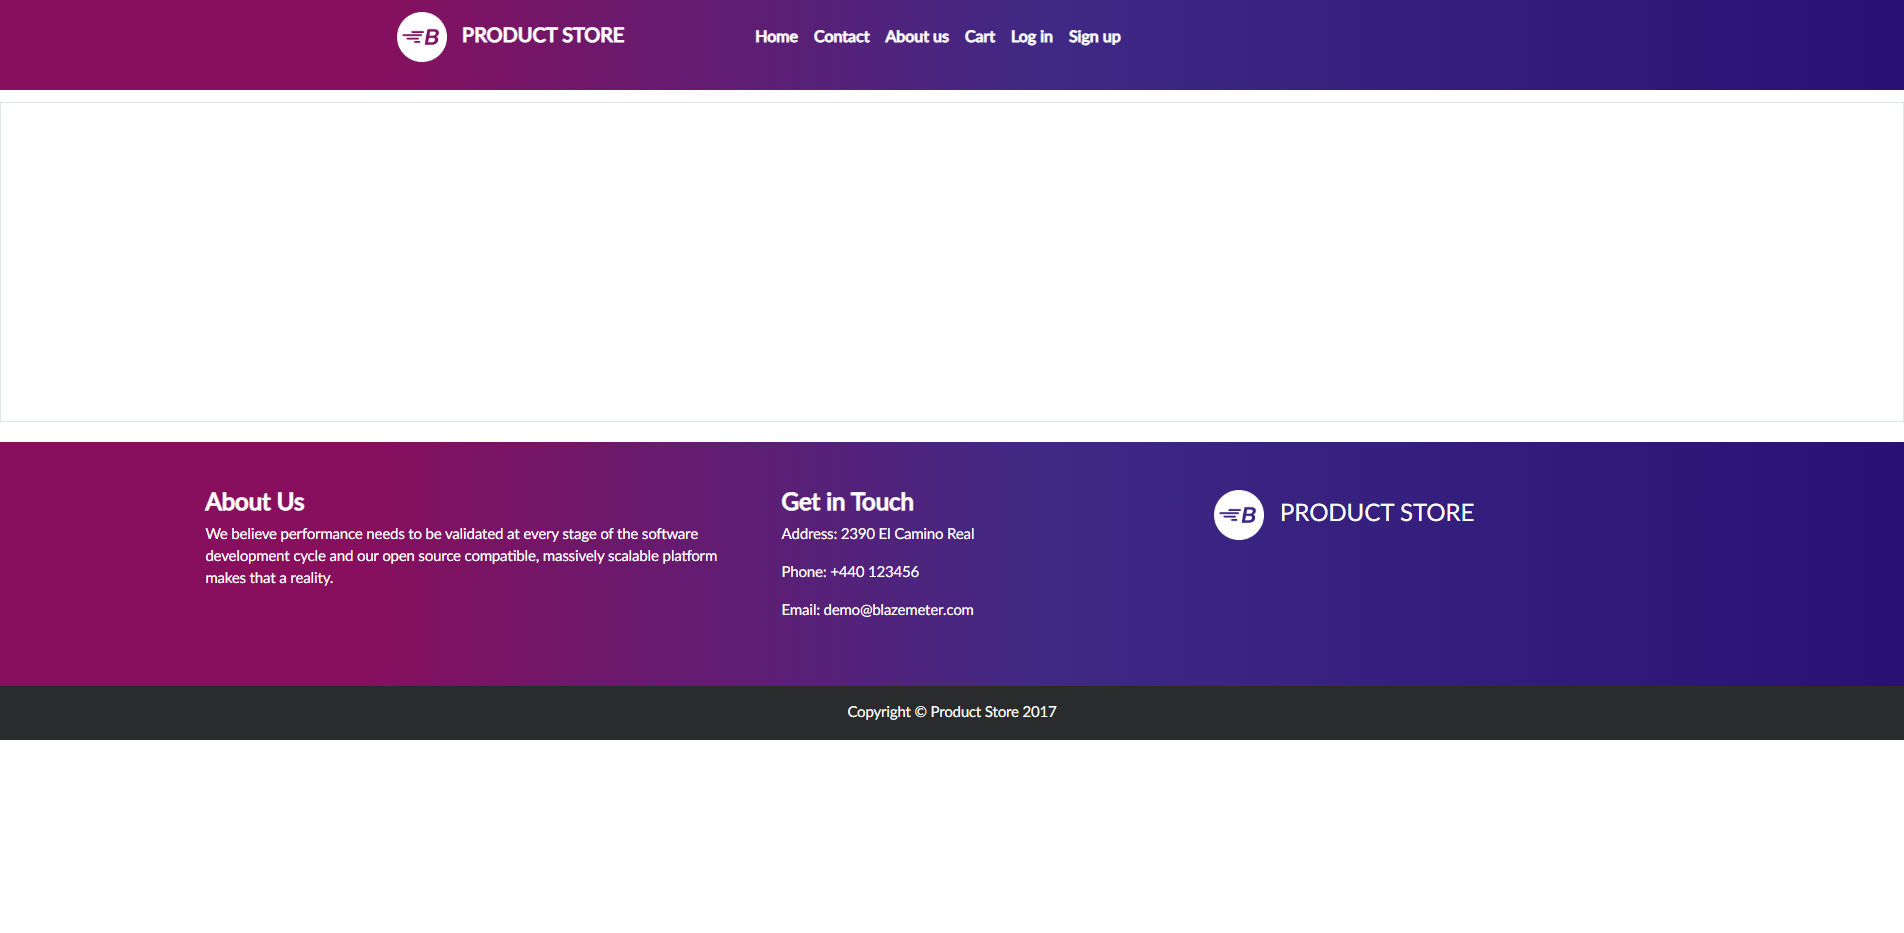 B PRODUCT STORE Home Contact About us Cart Log in Sign up
About Us
We believe performance needs to be validated at every stage of the software
development cycle and our open source compatible, massively scalable platform
makes that a reality.
Get in Touch
Address: 2390 El Camino Real
Phone: +440 123456
Email: demo@blazemeter.com
B PRODUCT STORE
Copyright © Product Store 2017